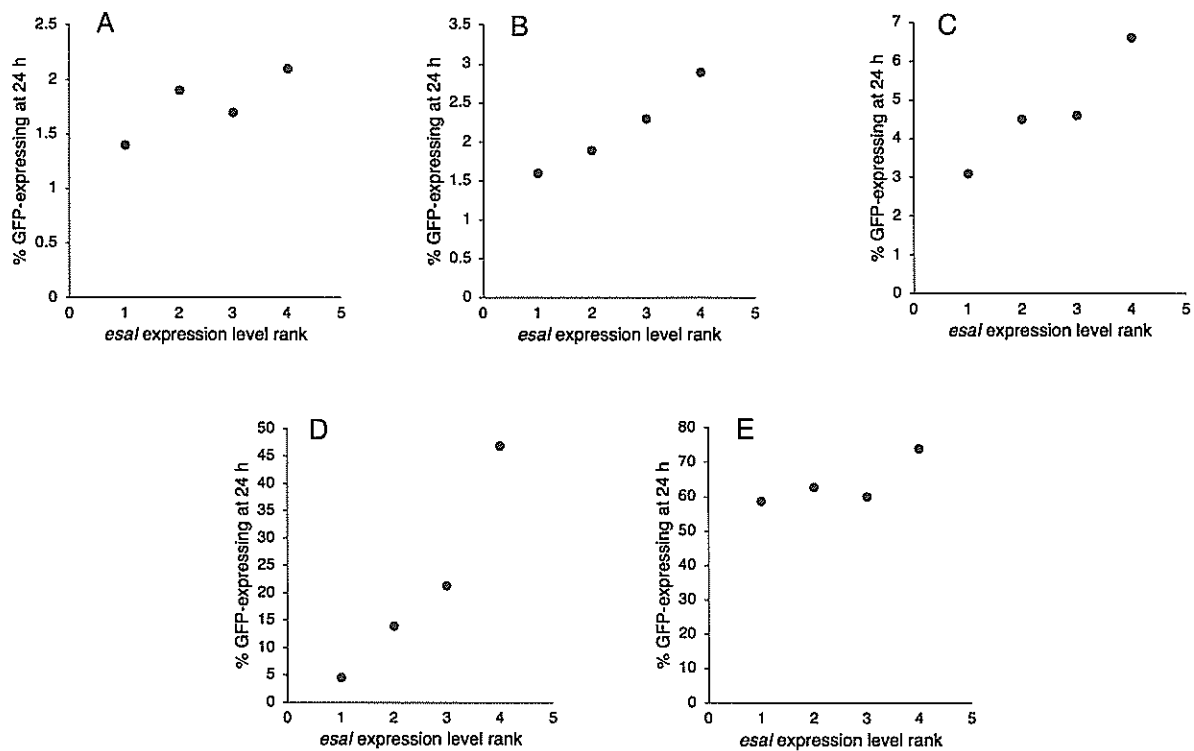 A
% GFP-expressing at 24 h
2.5
2
1.5
1
0.5
0
0 1 2 3 4 5
esaI expression level rank
B
% GFP-expressing at 24 h
3.5
3
2.5
2
1.5
1
0.5
0
0 1 2 3 4 5
esaI expression level rank
C
% GFP-expressing at 24 h
7
6
5
4
3
2
1
0
0 1 2 3 4 5
esaI expression level rank
D
% GFP-expressing at 24 h
50
45
40
35
30
25
20
15
10
5
0
0 1 2 3 4 5
esaI expression level rank
E
% GFP-expressing at 24 h
80
70
60
50
40
30
20
10
0
0 1 2 3 4 5
esaI expression level rank